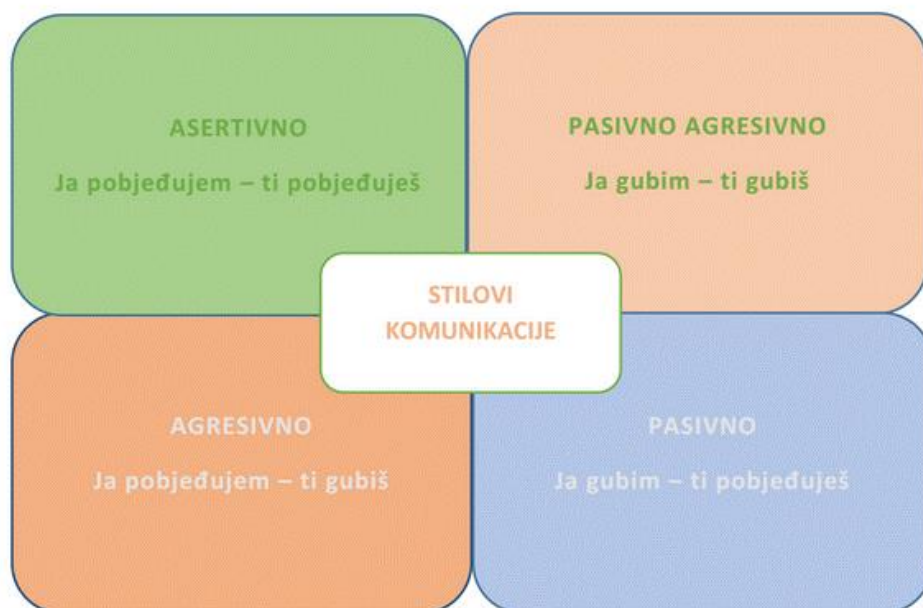 ASERTIVNO
Ja pobjeđujem – ti pobjeđuješ
PASIVNO AGRESIVNO
Ja gubim – ti gubiš
STILOVI
KOMUNIKACIJE
AGRESIVNO
Ja pobjeđujem – ti gubiš
PASIVNO
Ja gubim – ti pobjeđuješ